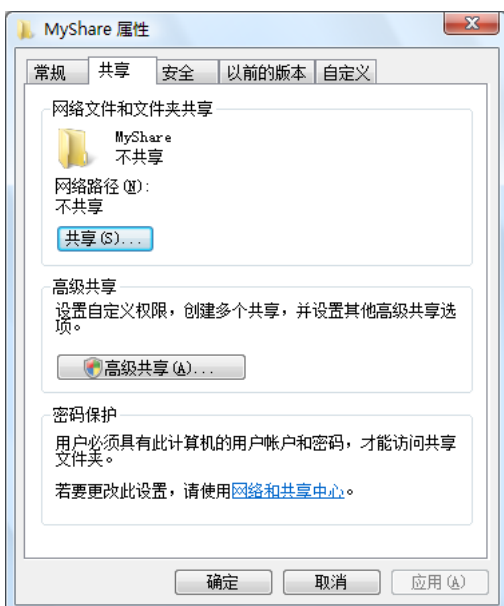 MyShare 属性
常规 共享 安全 以前的版本 自定义
网络文件和文件夹共享
MyShare
不共享
网络路径(N):
不共享
共享(S)...
高级共享
设置自定义权限，创建多个共享，并设置其他高级共享选
项。
高级共享(A)...
密码保护
用户必须具有此计算机的用户帐户和密码，才能访问共享
文件夹。
若要更改此设置，请使用网络和共享中心。
确定 取消 应用(A)